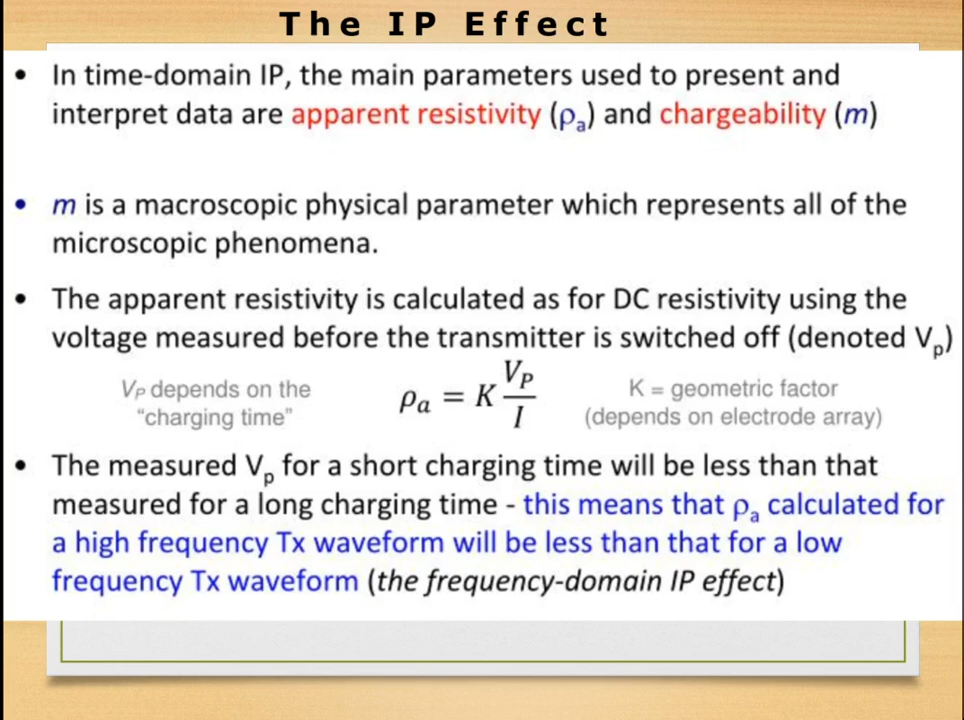 The IP Effect
• In time-domain IP, the main parameters used to present and
interpret data are apparent resistivity (ρₐ) and chargeability (m)
• m is a macroscopic physical parameter which represents all of the
microscopic phenomena.
• The apparent resistivity is calculated as for DC resistivity using the
voltage measured before the transmitter is switched off (denoted Vₚ)
Vₚ depends on the
"charging time"
ρₐ = K V_P / I
K = geometric factor
(depends on electrode array)
• The measured Vₚ for a short charging time will be less than that
measured for a long charging time - this means that ρₐ calculated for
a high frequency Tx waveform will be less than that for a low
frequency Tx waveform (the frequency-domain IP effect)